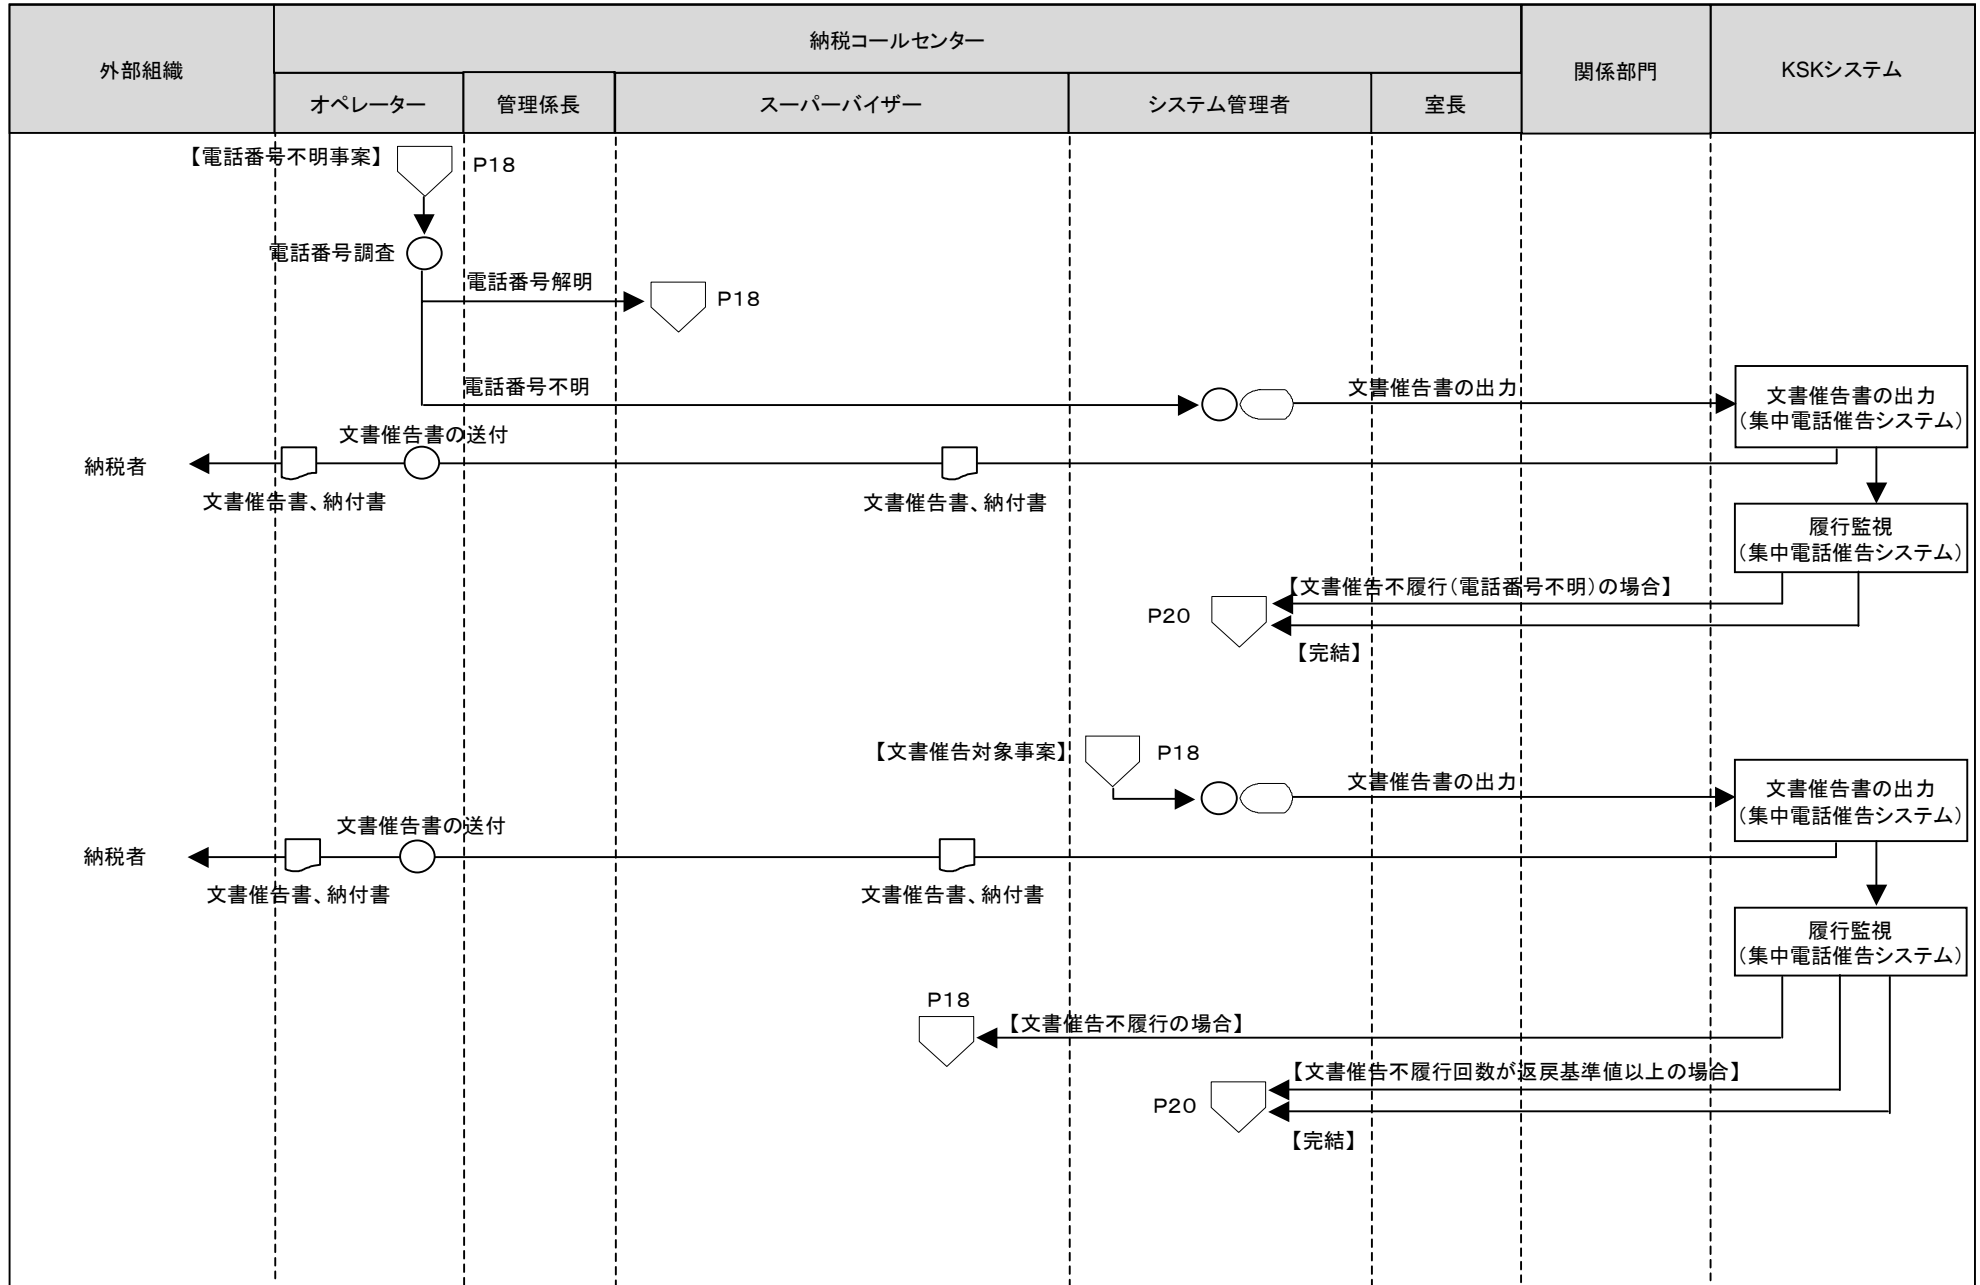 外部組織
納税コールセンター
関係部門
KSKシステム
オペレーター
管理係長
スーパーバイザー
システム管理者
室長
【電話番号不明事案】
P18
電話番号調査
電話番号解明
P18
電話番号不明
文書催告書の出力
文書催告書の出力
(集中電話催告システム)
文書催告書の送付
納税者
文書催告書、納付書
文書催告書、納付書
履行監視
(集中電話催告システム)
【文書催告不履行(電話番号不明)の場合】
P20
【完結】
【文書催告対象事案】
P18
文書催告書の出力
文書催告書の出力
(集中電話催告システム)
文書催告書の送付
納税者
文書催告書、納付書
文書催告書、納付書
履行監視
(集中電話催告システム)
P18
【文書催告不履行の場合】
【文書催告不履行回数が返戻基準値以上の場合】
P20
【完結】